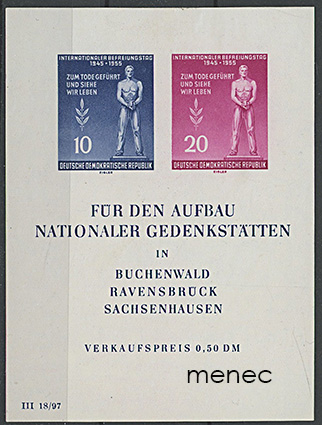 INTERNATIONALER BEFREIUNGSTAG
1945-1955
ZUM TODE GEFÜHRT
UND SIEHE
WIR LEBEN
10
DEUTSCHE DEMOKRATISCHE REPUBLIK
EIGLER
INTERNATIONALER BEFREIUNGSTAG
1945-1955
ZUM TODE GEFÜHRT
UND SIEHE
WIR LEBEN
20
DEUTSCHE DEMOKRATISCHE REPUBLIK
EIGLER
FÜR DEN AUFBAU
NATIONALER GEDENKSTÄTTEN
IN
BUCHENWALD
RAVENSBRÜCK
SACHSENHAUSEN
VERKAUFSPREIS 0,50 DM
menec
III 18/97